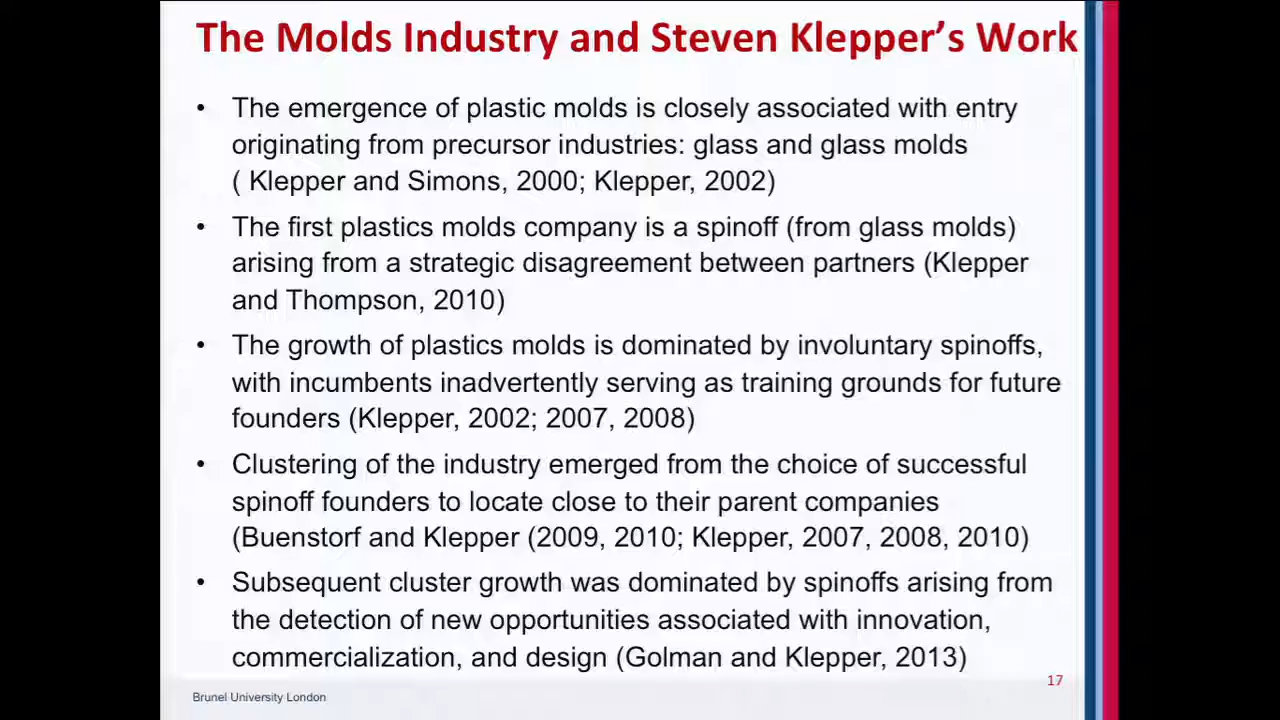 The Molds Industry and Steven Klepper's Work
• The emergence of plastic molds is closely associated with entry
originating from precursor industries: glass and glass molds
( Klepper and Simons, 2000; Klepper, 2002)
• The first plastics molds company is a spinoff (from glass molds)
arising from a strategic disagreement between partners (Klepper
and Thompson, 2010)
• The growth of plastics molds is dominated by involuntary spinoffs,
with incumbents inadvertently serving as training grounds for future
founders (Klepper, 2002; 2007, 2008)
• Clustering of the industry emerged from the choice of successful
spinoff founders to locate close to their parent companies
(Buenstorf and Klepper (2009, 2010; Klepper, 2007, 2008, 2010)
• Subsequent cluster growth was dominated by spinoffs arising from
the detection of new opportunities associated with innovation,
commercialization, and design (Golman and Klepper, 2013)
17
Brunel University London